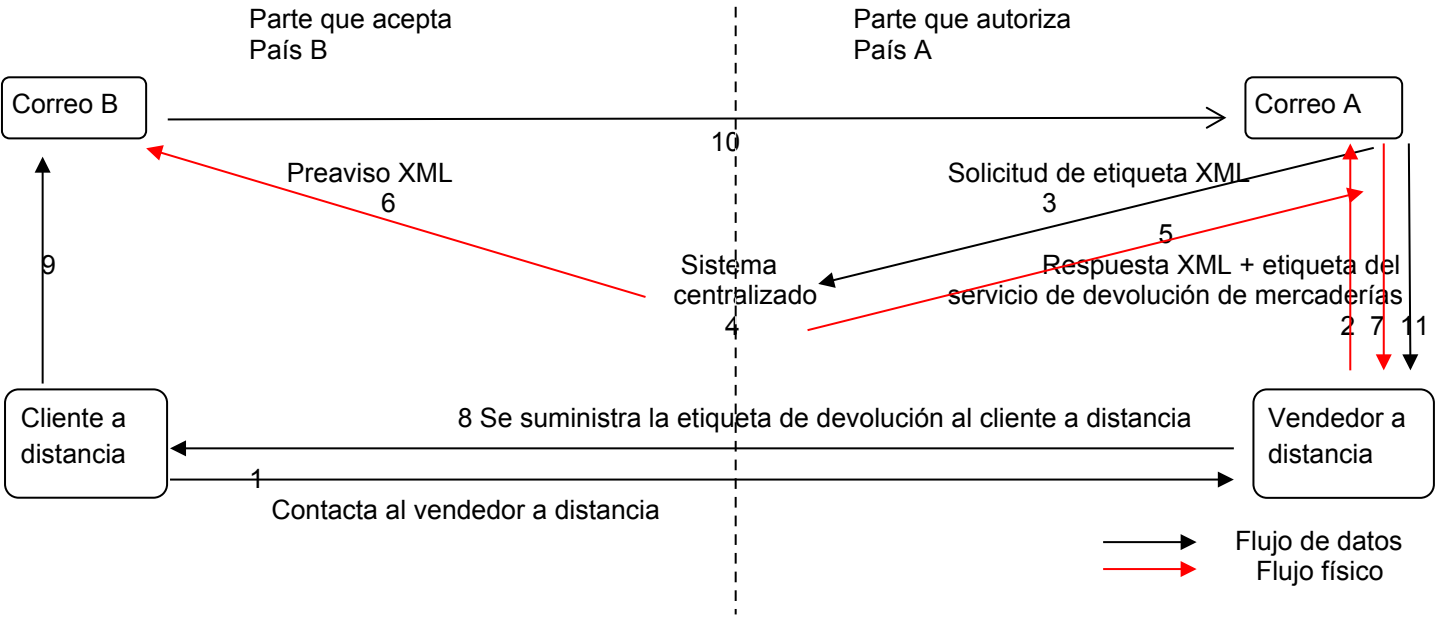 Parte que acepta
País B
Parte que autoriza
País A
Correo B
Correo A
10
Preaviso XML
6
Solicitud de etiqueta XML
3
5
9
Sistema
centralizado
4
Respuesta XML + etiqueta del
servicio de devolución de mercaderías
2 7 11
Cliente a
distancia
8 Se suministra la etiqueta de devolución al cliente a distancia
Vendedor a
distancia
1
Contacta al vendedor a distancia
Flujo de datos
Flujo físico